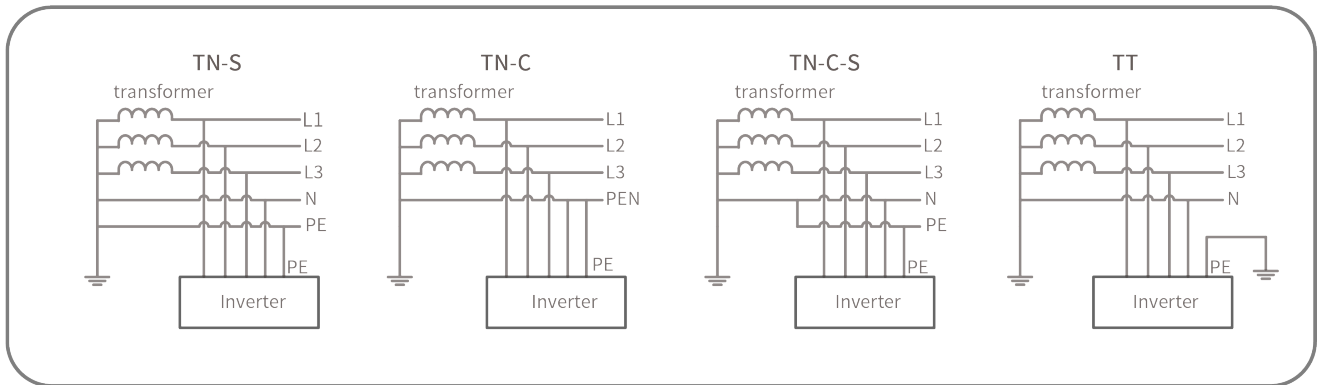 TN-S
transformer
L1
L2
L3
N
PE
PE
Inverter
TN-C
transformer
L1
L2
L3
PEN
PE
Inverter
TN-C-S
transformer
L1
L2
L3
N
PE
PE
Inverter
TT
transformer
L1
L2
L3
N
PE
Inverter